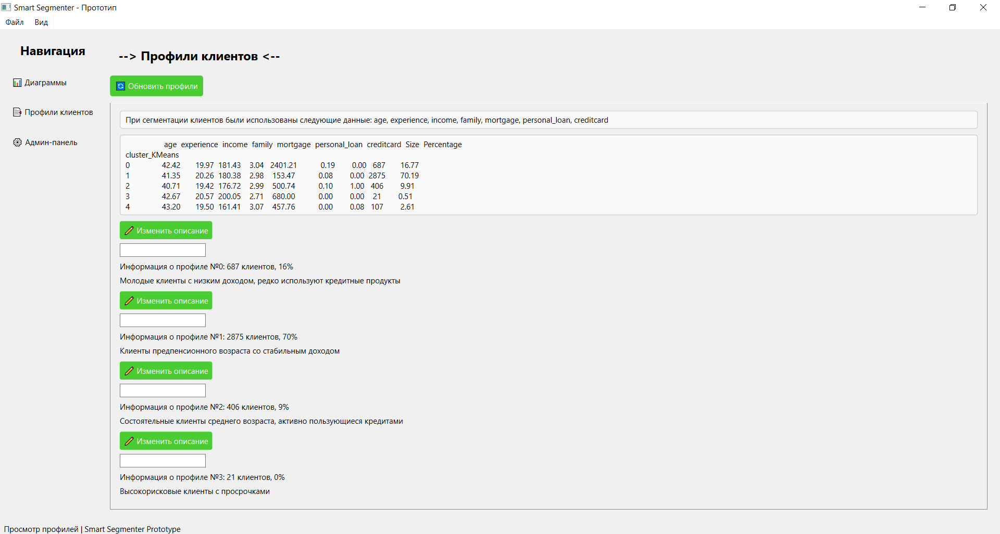 Smart Segmenter - Прототип
Файл Вид
Навигация
Диаграммы
Профили клиентов
Админ-панель
--> Профили клиентов <--
Обновить профили
При сегментации клиентов были использованы следующие данные: age, experience, income, family, mortgage, personal_loan, creditcard
age experience income family mortgage personal_loan creditcard Size Percentage
cluster_KMeans
0 42.42 19.97 181.43 3.04 2401.21 0.19 0.00 687 16.77
1 41.35 20.26 180.38 2.98 153.47 0.08 0.00 2875 70.19
2 40.71 19.42 176.72 2.99 500.74 0.10 1.00 406 9.91
3 42.67 20.57 200.05 2.71 680.00 0.00 0.00 21 0.51
4 43.20 19.50 161.41 3.07 457.76 0.00 0.08 107 2.61
Изменить описание
Информация о профиле №0: 687 клиентов, 16%
Молодые клиенты с низким доходом, редко используют кредитные продукты
Изменить описание
Информация о профиле №1: 2875 клиентов, 70%
Клиенты предпенсионного возраста со стабильным доходом
Изменить описание
Информация о профиле №2: 406 клиентов, 9%
Состоятельные клиенты среднего возраста, активно пользующиеся кредитами
Изменить описание
Информация о профиле №3: 21 клиентов, 0%
Высокорисковые клиенты с просрочками
Просмотр профилей | Smart Segmenter Prototype